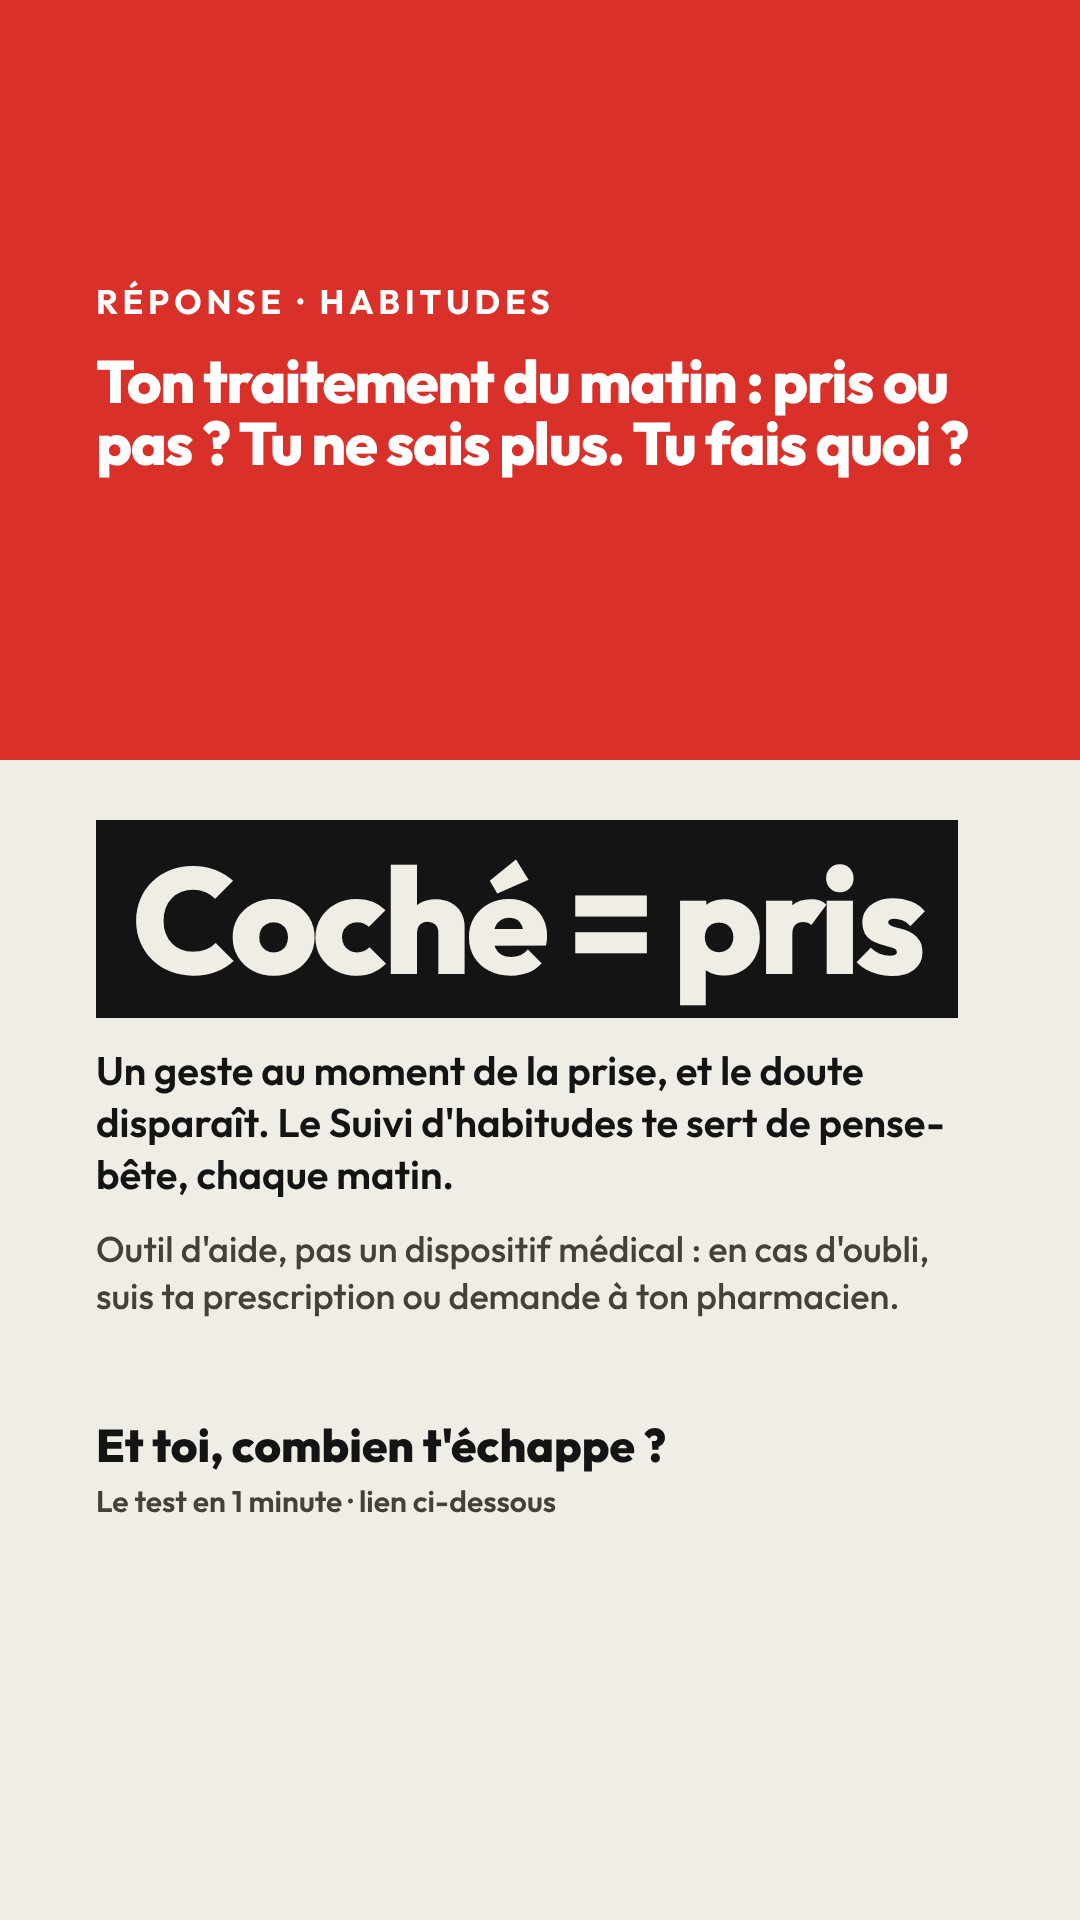 RÉPONSE · HABITUDES
Ton traitement du matin : pris ou
pas ? Tu ne sais plus. Tu fais quoi ?
Coché = pris
Un geste au moment de la prise, et le doute
disparaît. Le Suivi d'habitudes te sert de pense-
bête, chaque matin.
Outil d'aide, pas un dispositif médical : en cas d'oubli,
suis ta prescription ou demande à ton pharmacien.
Et toi, combien t'échappe ?
Le test en 1 minute · lien ci-dessous